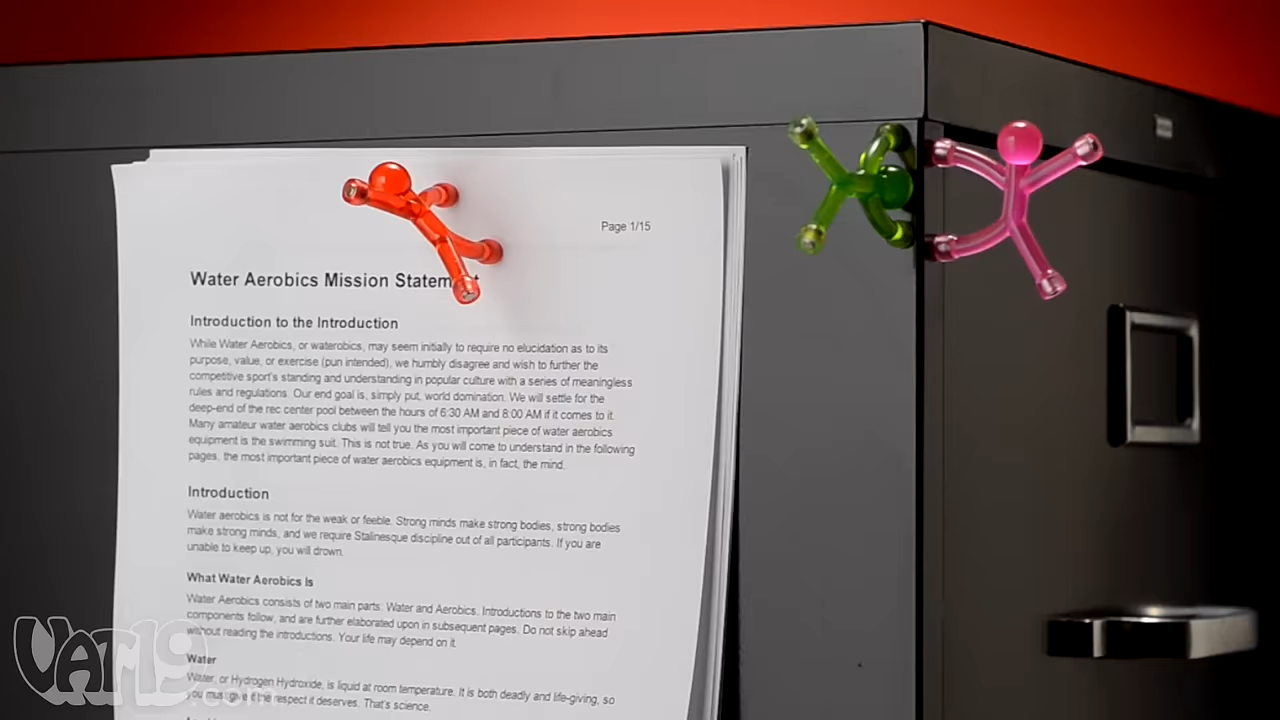 Page 1/15
Water Aerobics Mission Statem
Introduction to the Introduction
While Water Aerobics, or waterobics, may seem initially to require no elucidation as to its
purpose, value, or exercise (pun intended), we humbly disagree and wish to further the
competitive sport's standing and understanding in popular culture with a series of meaningless
rules and regulations. Our end goal is, simply put, world domination. We will settle for the
deep-end of the rec center pool between the hours of 6:30 AM and 8:00 AM if it comes to it.
Many amateur water aerobics clubs will tell you the most important piece of water aerobics
equipment is the swimming suit. This is not true. As you will come to understand in the following
pages, the most important piece of water aerobics equipment is, in fact, the mind.
Introduction
Water aerobics is not for the weak or feeble. Strong minds make strong bodies, strong bodies
make strong minds, and we require Stalinesque discipline out of all participants. If you are
unable to keep up, you will drown.
What Water Aerobics Is
Water Aerobics consists of two main parts: Water and Aerobics. Introductions to the two main
components follow, and are further elaborated upon in subsequent pages. Do not skip ahead
without reading the introductions. Your life may depend on it.
Water
Water, or Hydrogen Hydroxide, is liquid at room temperature. It is both deadly and life-giving, so
you must give it the respect it deserves. That's science.
VAT19.com